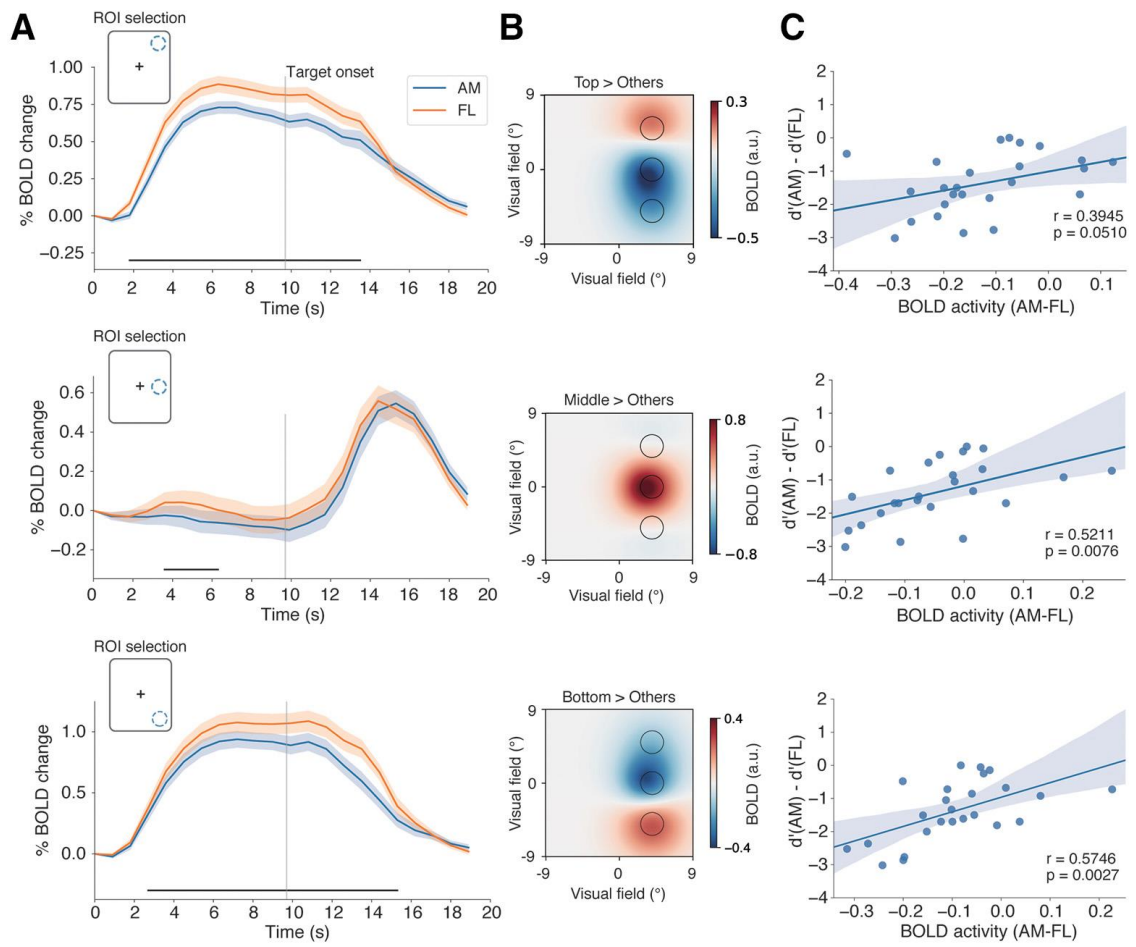 A
B
C
ROI selection
1.00
0.75
0.50
0.25
0.00
−0.25
% BOLD change
Target onset
AM
FL
0 2 4 6 8 10 12 14 16 18 20
Time (s)
Top > Others
9
0
-9
Visual field (°)
-9 0 9
Visual field (°)
0.3
−0.5
BOLD (a.u.)
2
1
0
−1
−2
−3
−4
d'(AM) - d'(FL)
r = 0.3945
p = 0.0510
−0.4 −0.3 −0.2 −0.1 0.0 0.1
BOLD activity (AM-FL)
ROI selection
0.6
0.4
0.2
0.0
−0.2
% BOLD change
0 2 4 6 8 10 12 14 16 18 20
Time (s)
Middle > Others
9
0
-9
Visual field (°)
-9 0 9
Visual field (°)
0.8
−0.8
BOLD (a.u.)
2
1
0
−1
−2
−3
−4
d'(AM) - d'(FL)
r = 0.5211
p = 0.0076
−0.2 −0.1 0.0 0.1 0.2
BOLD activity (AM-FL)
ROI selection
1.0
0.5
0.0
% BOLD change
0 2 4 6 8 10 12 14 16 18 20
Time (s)
Bottom > Others
9
0
-9
Visual field (°)
-9 0 9
Visual field (°)
0.4
−0.4
BOLD (a.u.)
2
1
0
−1
−2
−3
−4
d'(AM) - d'(FL)
r = 0.5746
p = 0.0027
−0.3 −0.2 −0.1 0.0 0.1 0.2
BOLD activity (AM-FL)